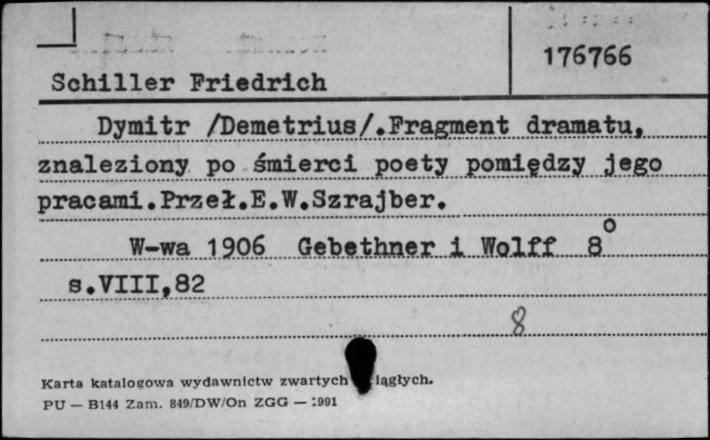 176766
Schiller Friedrich
Dymitr /Demetrius/.Fragment dramatu,
znaleziony po śmierci poety pomiędzy jego
pracami.Przeł.E.W.Szrajber.
W-wa 1906 Gebethner i Wolff 8°
s.VIII,82
8
Karta katalogowa wydawnictw zwartych iągłych.
PU — B144 Zam. 849/DW/On ZGG — 1991